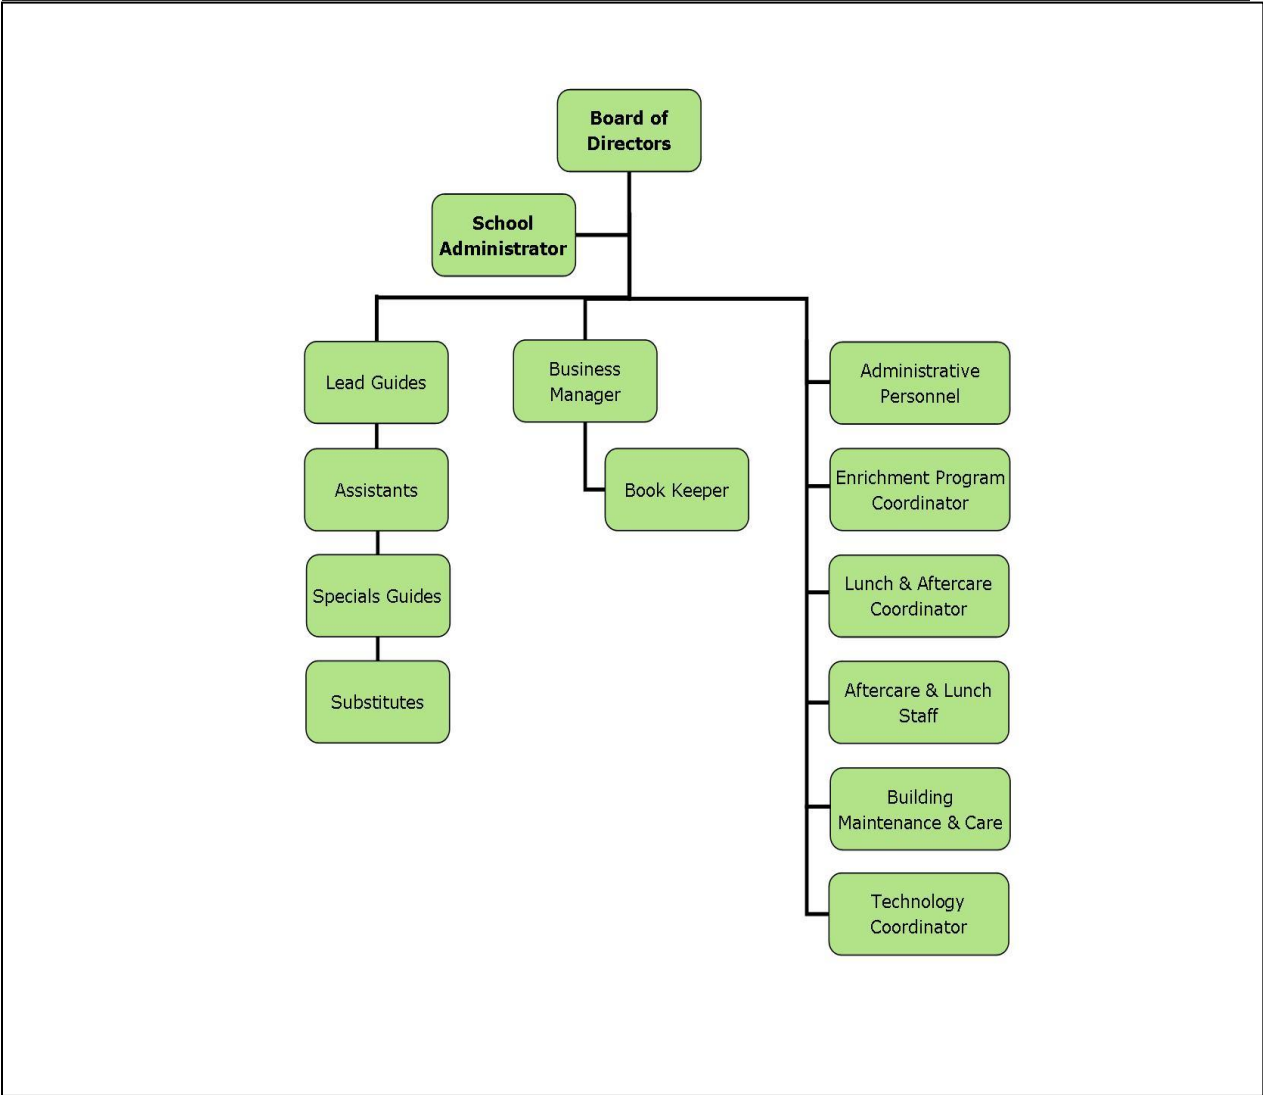 Board of
Directors
School
Administrator
Lead Guides
Assistants
Specials Guides
Substitutes
Business
Manager
Book Keeper
Administrative
Personnel
Enrichment Program
Coordinator
Lunch & Aftercare
Coordinator
Aftercare & Lunch
Staff
Building
Maintenance & Care
Technology
Coordinator